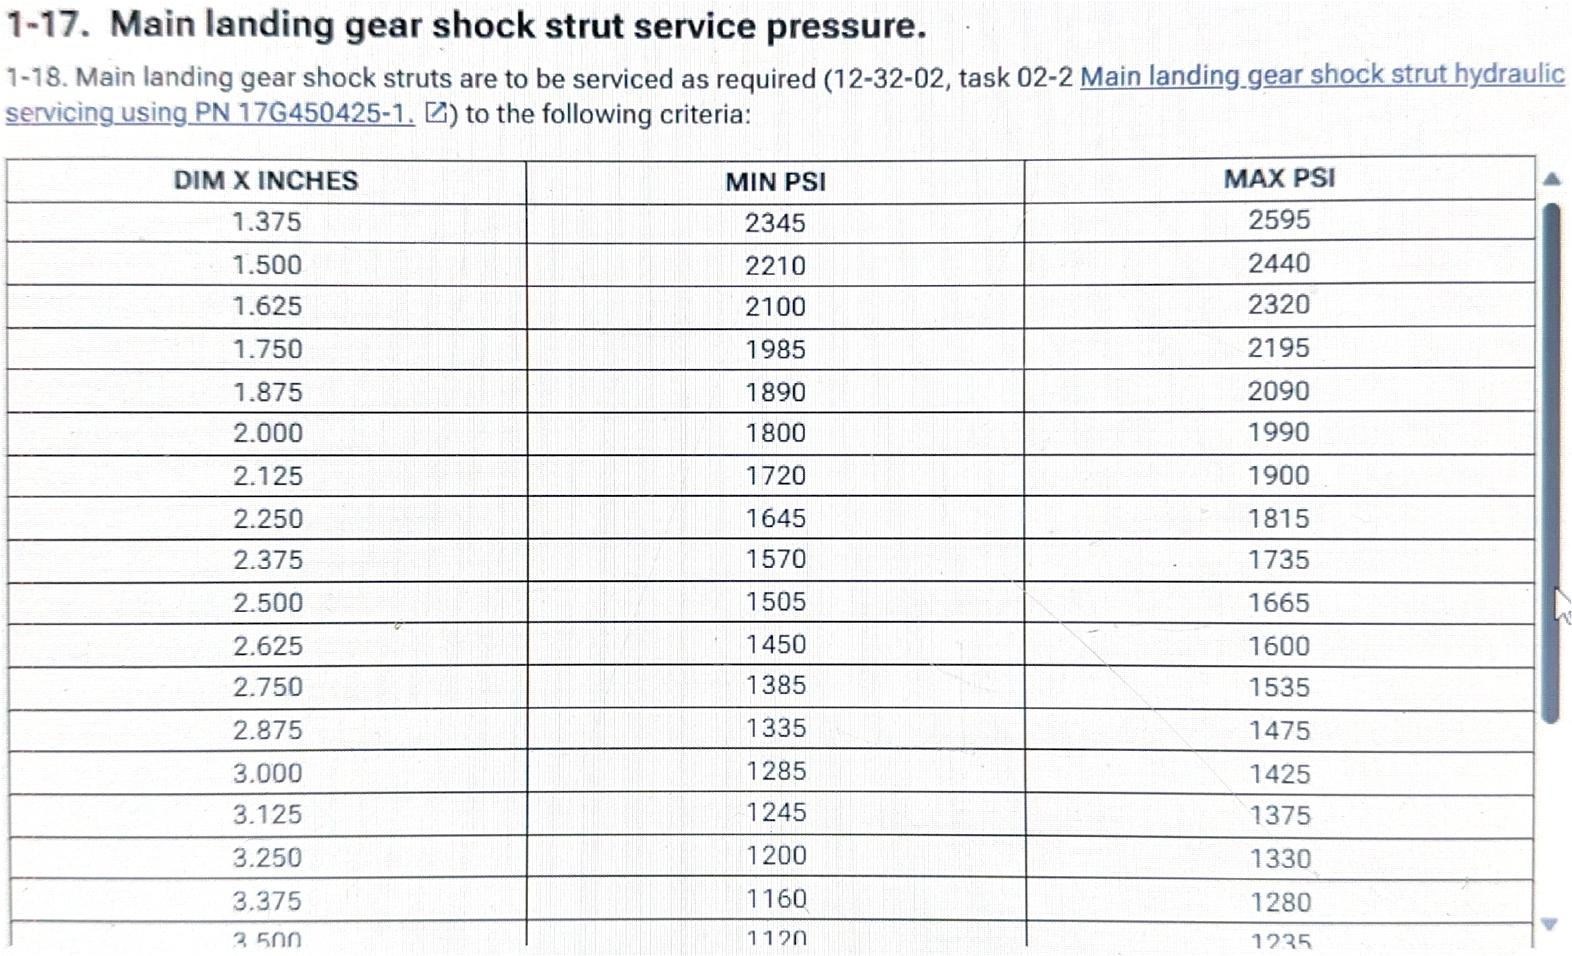 1-17. Main landing gear shock strut service pressure.
1-18. Main landing gear shock struts are to be serviced as required (12-32-02, task 02-2 Main landing gear shock strut hydraulic
servicing using PN 17G450425-1. ) to the following criteria:
DIM X INCHES MIN PSI MAX PSI
1.375 2345 2595
1.500 2210 2440
1.625 2100 2320
1.750 1985 2195
1.875 1890 2090
2.000 1800 1990
2.125 1720 1900
2.250 1645 1815
2.375 1570 1735
2.500 1505 1665
2.625 1450 1600
2.750 1385 1535
2.875 1335 1475
3.000 1285 1425
3.125 1245 1375
3.250 1200 1330
3.375 1160 1280
3.500 1120 1235